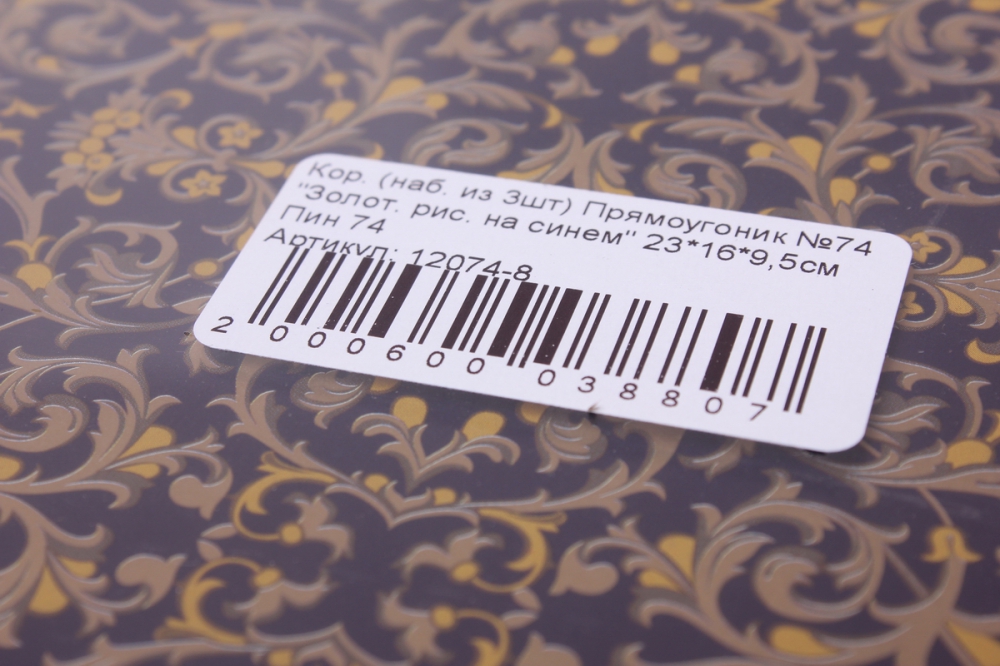 Кор. (наб. из 3шт) Прямоугоник №74
"Золот. рис. на синем" 23*16*9,5см
Пин 74
Артикул: 12074-8
2 000600 038807